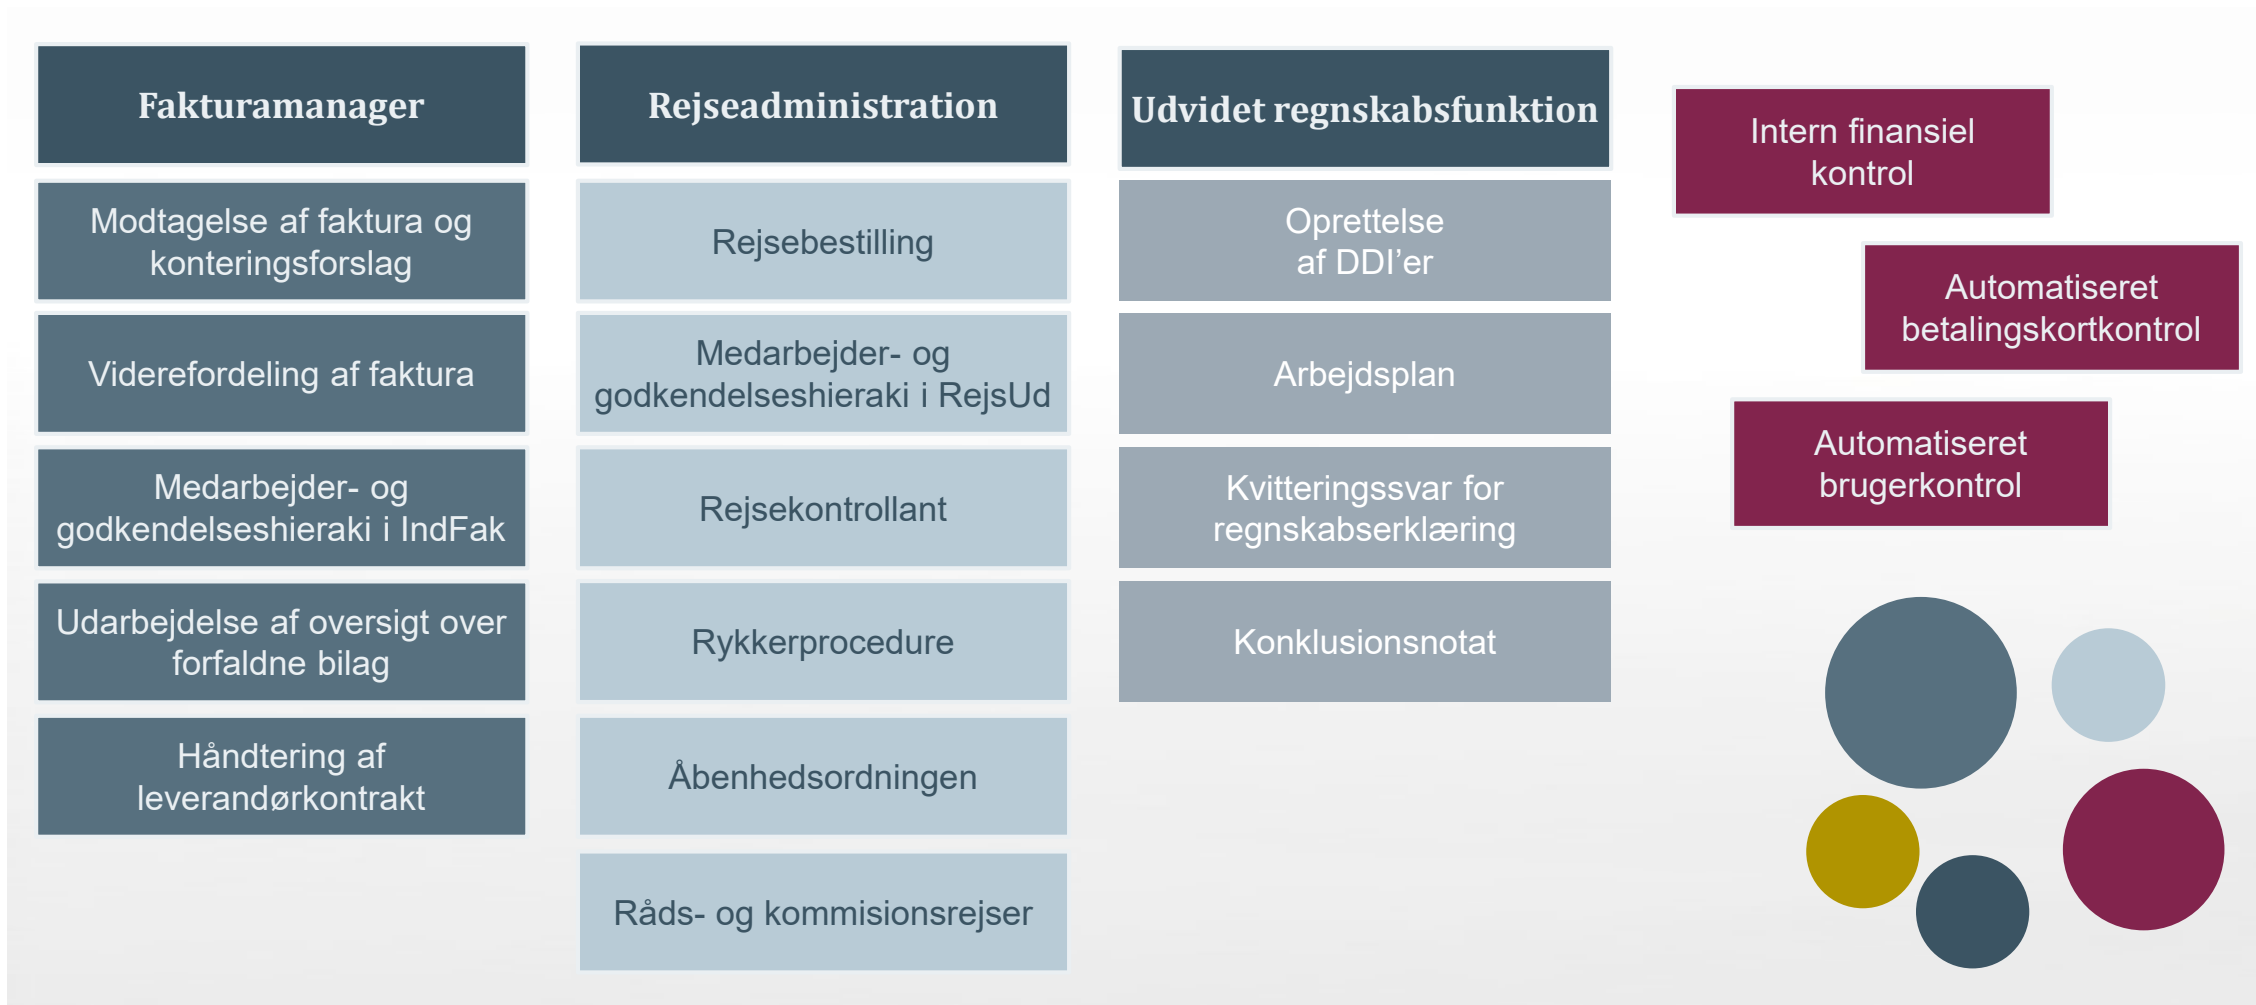 Fakturamanager
Modtagelse af faktura og
konteringsforslag
Viderefordeling af faktura
Medarbejder- og
godkendelseshieraki i IndFak
Udarbejdelse af oversigt over
forfaldne bilag
Håndtering af
leverandørkontrakt
Rejseadministration
Rejsebestilling
Medarbejder- og
godkendelseshieraki i RejsUd
Rejsekontrollant
Rykkerprocedure
Åbenhedsordningen
Råds- og kommisionsrejser
Udvidet regnskabsfunktion
Oprettelse
af DDI’er
Arbejdsplan
Kvitteringssvar for
regnskabserklæring
Konklusionsnotat
Intern finansiel
kontrol
Automatiseret
betalingskortkontrol
Automatiseret
brugerkontrol